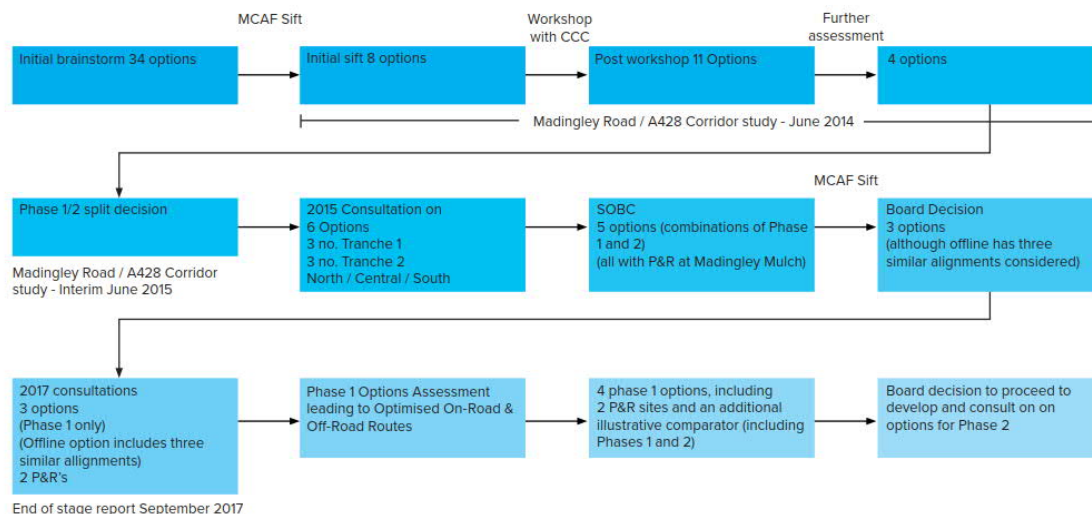 MCAF Sift
Workshop
with CCC
Further
assessment
Initial brainstorm 34 options
Initial sift 8 options
Post workshop 11 Options
4 options
Madingley Road / A428 Corridor study - June 2014
MCAF Sift
Phase 1/2 split decision
2015 Consultation on
6 Options
3 no. Tranche 1
3 no. Tranche 2
North / Central / South
SOBC
5 options (combinations of Phase
1 and 2)
(all with P&R at Madingley Mulch)
Board Decision
3 options
(although offline has three
similar alignments considered)
Madingley Road / A428 Corridor
study - Interim June 2015
2017 consultations
3 options
(Phase 1 only)
(Offline option includes three
similar allignments)
2 P&R's
Phase 1 Options Assessment
leading to Optimised On-Road &
Off-Road Routes
4 phase 1 options, including
2 P&R sites and an additional
illustrative comparator (including
Phases 1 and 2)
Board decision to proceed to
develop and consult on on
options for Phase 2
End of stage report September 2017